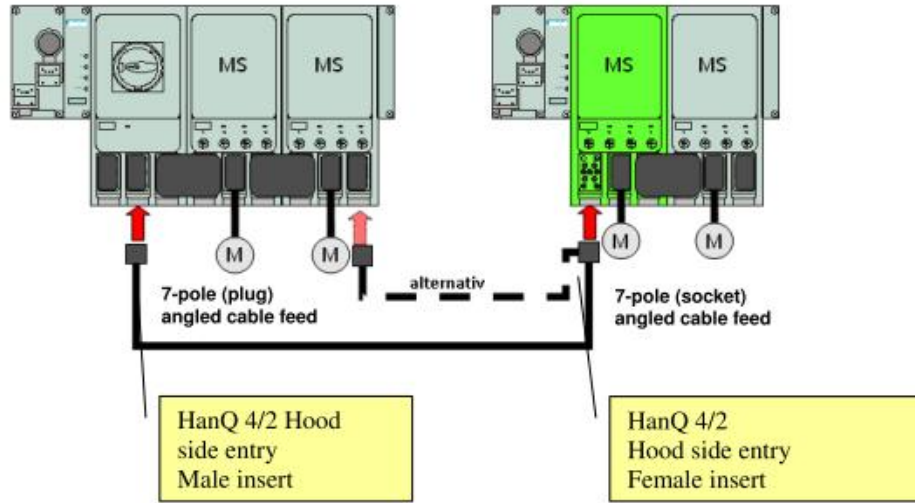 MS
MS
MS
MS
M
M
M
M
alternativ
7-pole (plug)
angled cable feed
7-pole (socket)
angled cable feed
HanQ 4/2 Hood
side entry
Male insert
HanQ 4/2
Hood side entry
Female insert